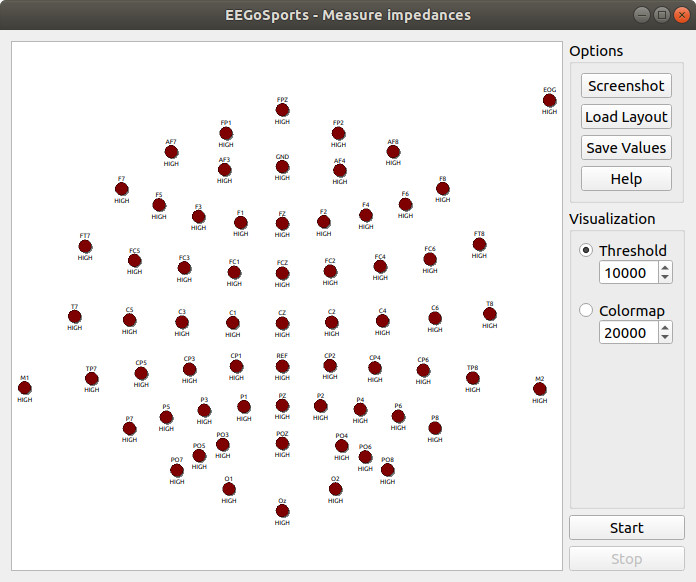 EEGoSports - Measure impedances
Options
Screenshot
Load Layout
Save Values
Help
Visualization
Threshold
10000
Colormap
20000
Start
Stop
EOG
HIGH
FPZ
HIGH
FP1 FP2
HIGH HIGH
AF7 AF8
HIGH HIGH
AF3 GND AF4
HIGH HIGH HIGH
F7 F8
HIGH HIGH
F5 F3 F1 FZ F2 F4 F6
HIGH HIGH HIGH HIGH HIGH HIGH HIGH
FT7 FT8
HIGH HIGH
FC5 FC3 FC1 FCZ FC2 FC4 FC6
HIGH HIGH HIGH HIGH HIGH HIGH HIGH
T7 C5 C3 C1 CZ C2 C4 C6 T8
HIGH HIGH HIGH HIGH HIGH HIGH HIGH HIGH HIGH
M1 TP7 CP5 CP3 CP1 REF CP2 CP4 CP6 TP8 M2
HIGH HIGH HIGH HIGH HIGH HIGH HIGH HIGH HIGH HIGH HIGH
P7 P5 P3 P1 PZ P2 P4 P6 P8
HIGH HIGH HIGH HIGH HIGH HIGH HIGH HIGH HIGH
PO7 PO5 PO3 POZ PO4 PO6 PO8
HIGH HIGH HIGH HIGH HIGH HIGH HIGH
O1 O2
HIGH HIGH
Oz
HIGH